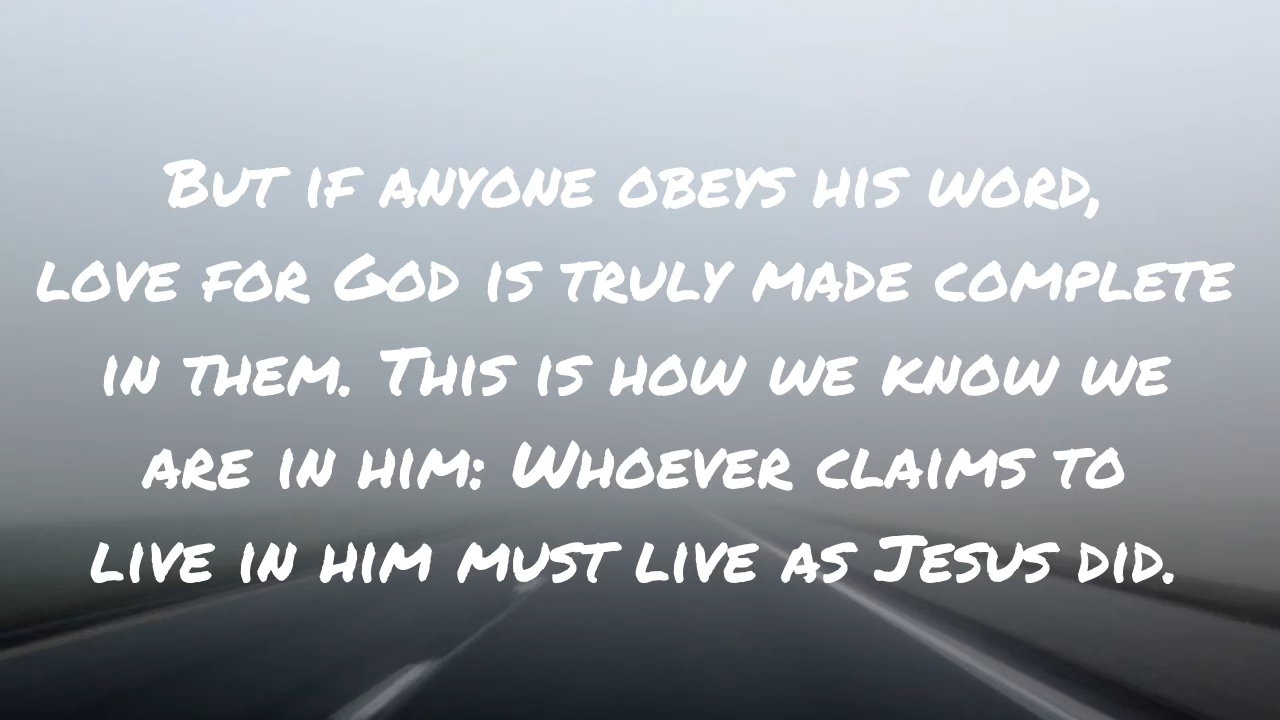 But if anyone obeys his word,
love for God is truly made complete
in them. This is how we know we
are in him: Whoever claims to
live in him must live as Jesus did.